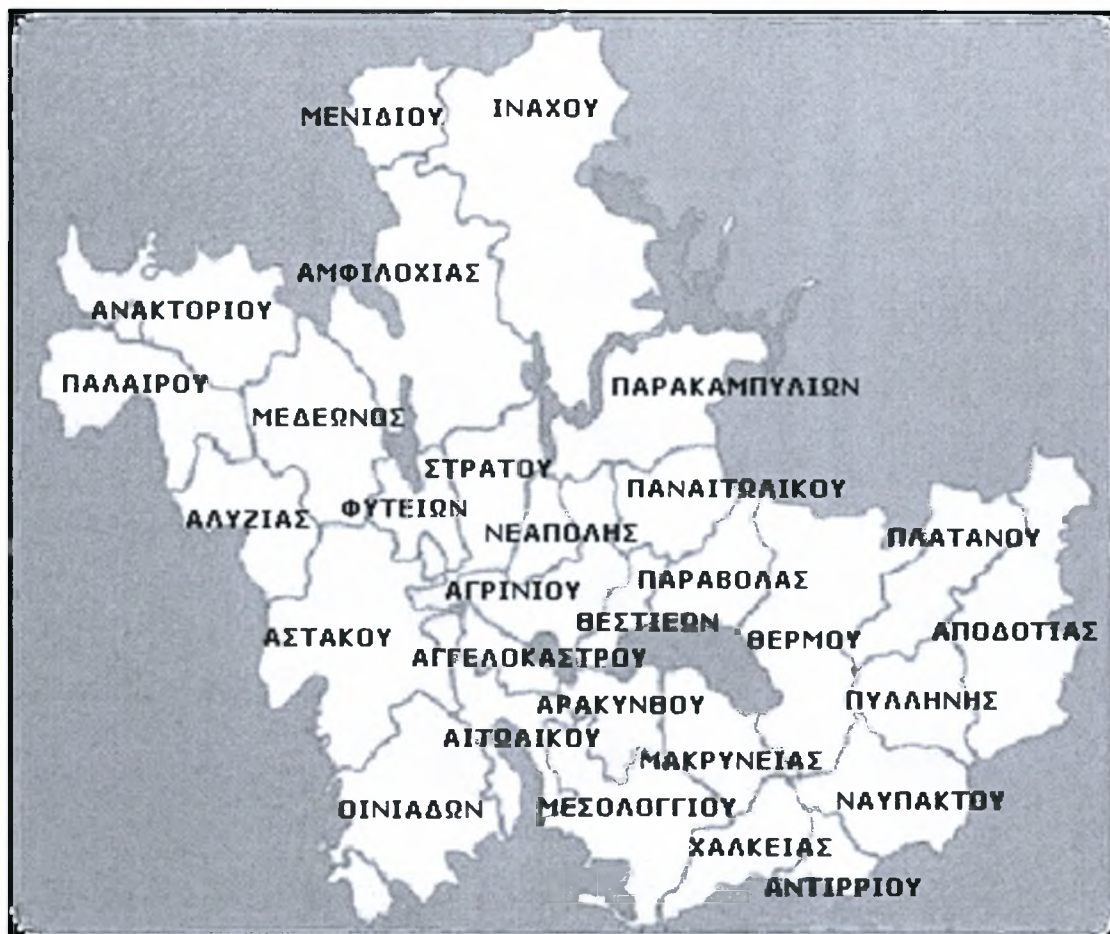 ΙΝΑΧΟΥ
ΜΕΝΙΔΙΟΥ
ΑΜΦΙΛΟΧΙΑΣ
ΑΝΑΚΤΟΡΙΟΥ
ΠΑΛΑΙΡΟΥ
ΠΑΡΑΚΑΜΠΥΛΙΩΝ
ΜΕΔΕΩΝΟΣ
ΣΤΡΑΤΟΥ
ΠΑΝΑΙΤΩΛΙΚΟΥ
ΑΛΥΖΙΑΣ
ΦΥΤΕΙΩΝ
ΝΕΑΠΟΛΗΣ
ΠΛΑΤΑΝΟΥ
ΑΓΡΙΝΙΟΥ
ΠΑΡΑΒΟΛΑΣ
ΘΕΣΤΙΕΩΝ
ΑΣΤΑΚΟΥ
ΘΕΡΜΟΥ
ΑΠΟΔΟΤΙΑΣ
ΑΓΓΕΛΟΚΑΣΤΡΟΥ
ΑΡΑΚΥΝΘΟΥ
ΠΥΛΛΗΝΗΣ
ΑΙΤΩΛΙΚΟΥ
ΜΑΚΡΥΝΕΙΑΣ
ΟΙΝΙΑΔΩΝ
ΜΕΣΟΛΟΓΓΙΟΥ
ΝΑΥΠΑΚΤΟΥ
ΧΑΛΚΕΙΑΣ
ΑΝΤΙΡΡΙΟΥ